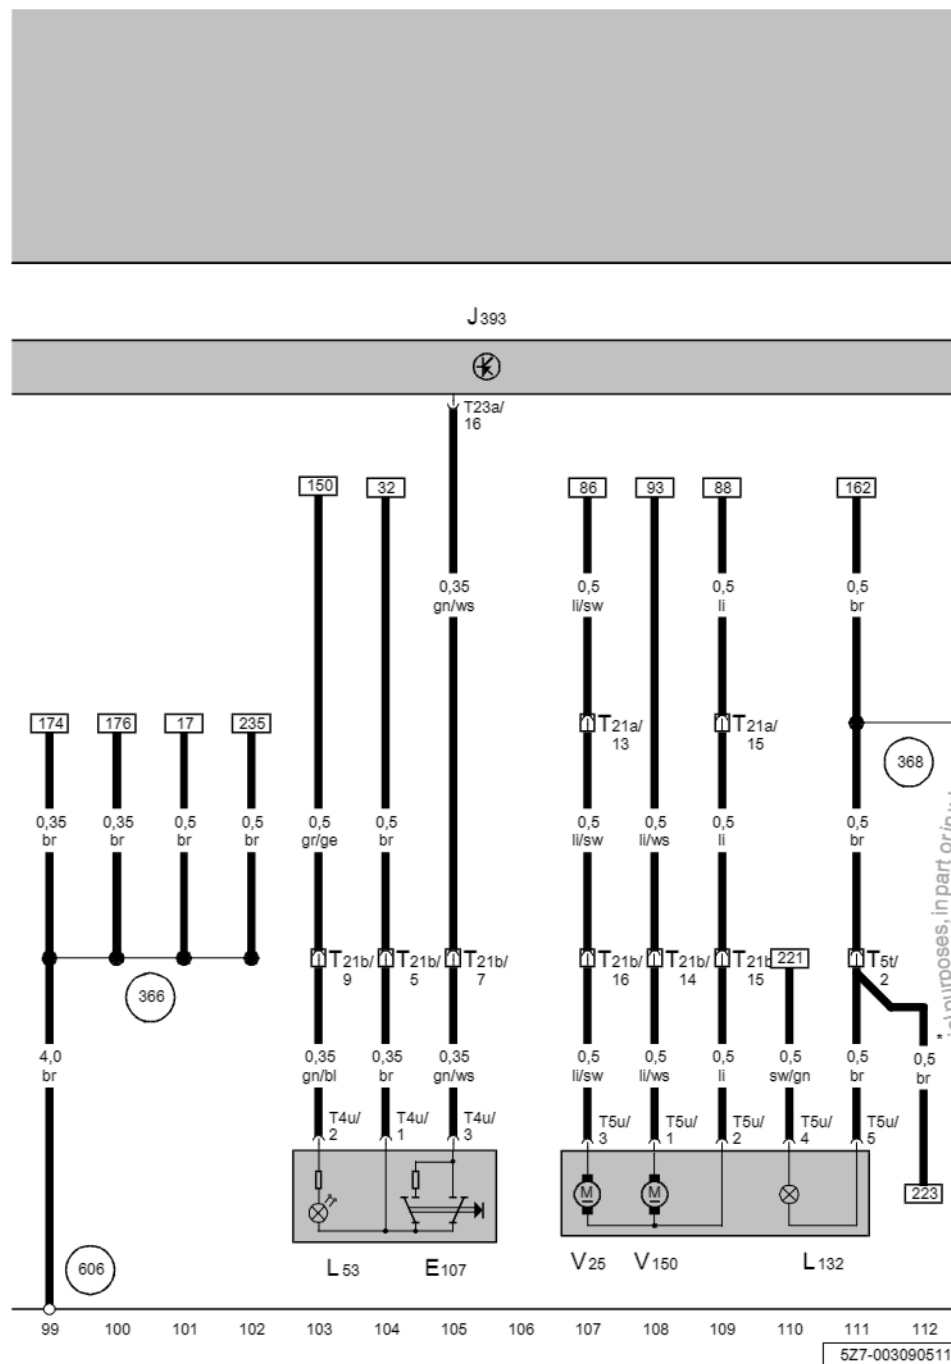 J393
T23a/
16
150 32 86 93 88 162
0,35 0,5 0,5 0,5
gn/ws li/sw li br
174 176 17 235 T21a/ T21a/
13 15
368
0,35 0,35 0,5 0,5 0,5 0,5 0,5 0,5 0,5 0,5
br br br br gr/ge br li/sw li/ws li br
T21b/ T21b/ T21b/ T21b/ T21b/ T21b 221 T5t/
9 5 7 16 14 15 2
366
purposes, in part or in
*
4,0 0,35 0,35 0,35 0,5 0,5 0,5 0,5 0,5 0,5
br gn/bl br gn/ws li/sw li/ws li sw/gn br br
T4u/ T4u/ T4u/ T5u/ T5u/ T5u/ T5u/ T5u/
2 1 3 3 1 2 4 5
M M 223
606 L53 E107 V25 V150 L132
99 100 101 102 103 104 105 106 107 108 109 110 111 112
5Z7-003090511